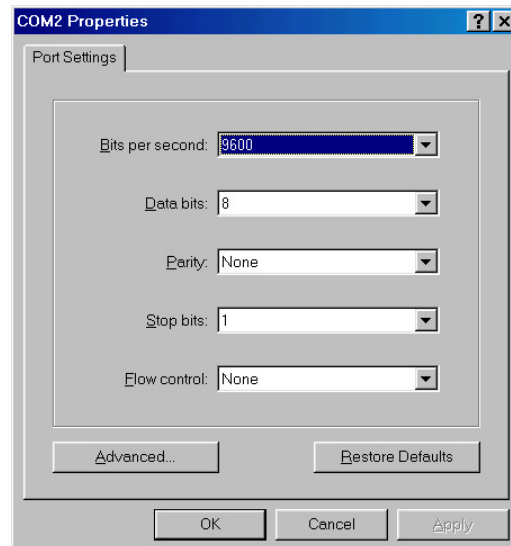 COM2 Properties
Port Settings
Bits per second: 9600
Data bits: 8
Parity: None
Stop bits: 1
Flow control: None
Advanced... Restore Defaults
OK Cancel Apply